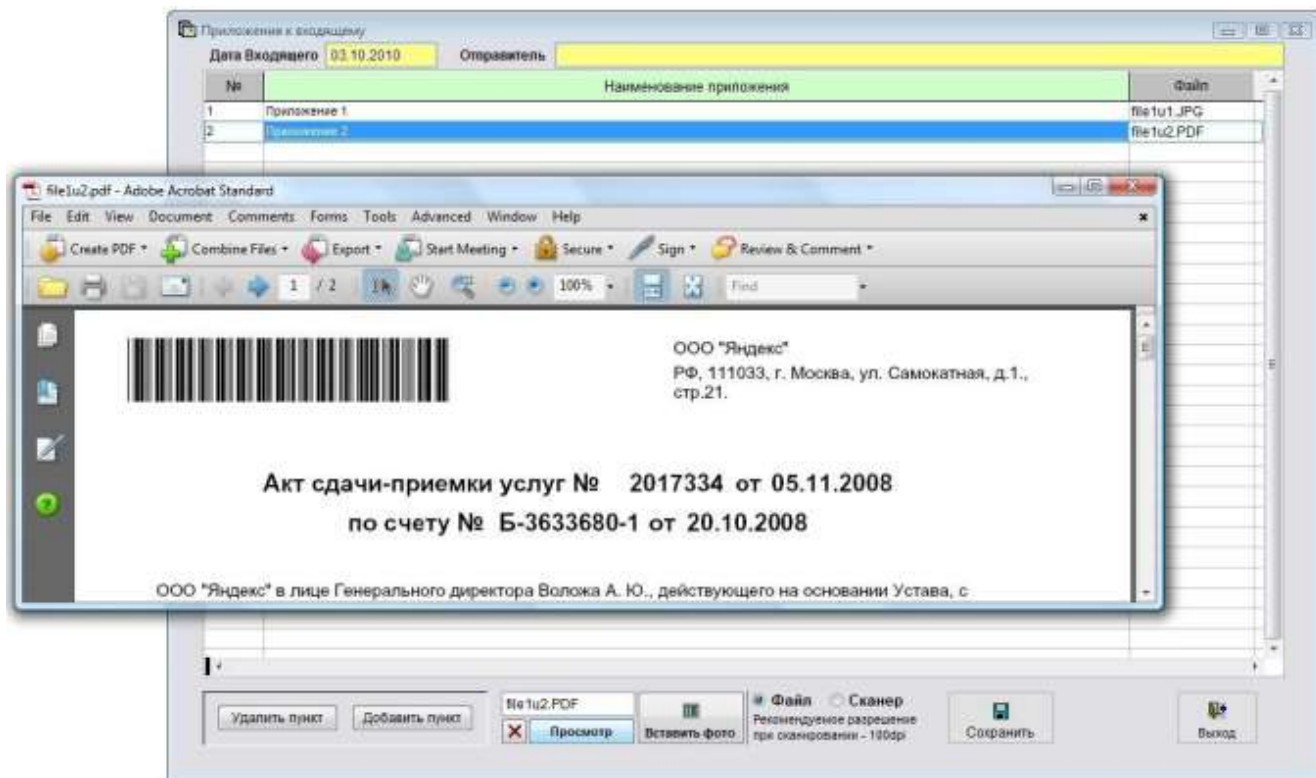 Приложения к входящему
Дата Входящего 03.10.2010 Отправитель
№ Наименование приложения Файл
1 Приложение 1 file1u1.JPG
2 Приложение 2 file1u2.PDF
file1u2.pdf - Adobe Acrobat Standard
File Edit View Document Comments Forms Tools Advanced Window Help
Create PDF Combine Files Export Start Meeting Secure Sign Review & Comment
1 / 2 100% Find
ООО "Яндекс"
РФ, 111033, г. Москва, ул. Самокатная, д.1.,
стр.21.
Акт сдачи-приемки услуг № 2017334 от 05.11.2008
по счету № Б-3633680-1 от 20.10.2008
ООО "Яндекс" в лице Генерального директора Воложа А. Ю., действующего на основании Устава, с
Удалить пункт Добавить пункт
file1u2.PDF
Просмотр
Вставить фото
Файл Сканер
Рекомендуемое разрешение
при сканировании - 100dpi
Сохранить
Выход